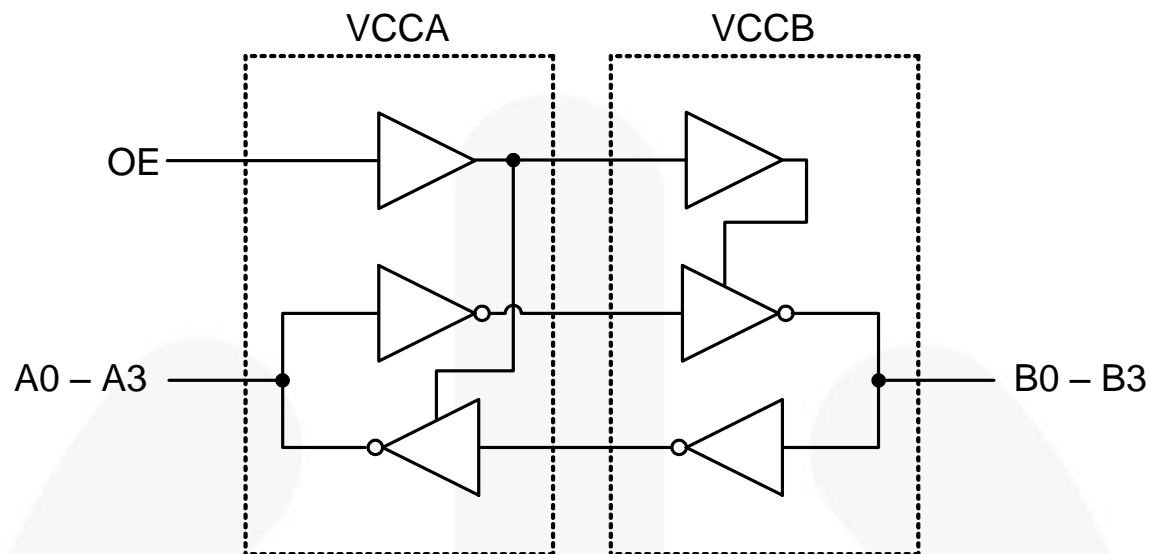 VCCA
VCCB
OE
A0 – A3
B0 – B3